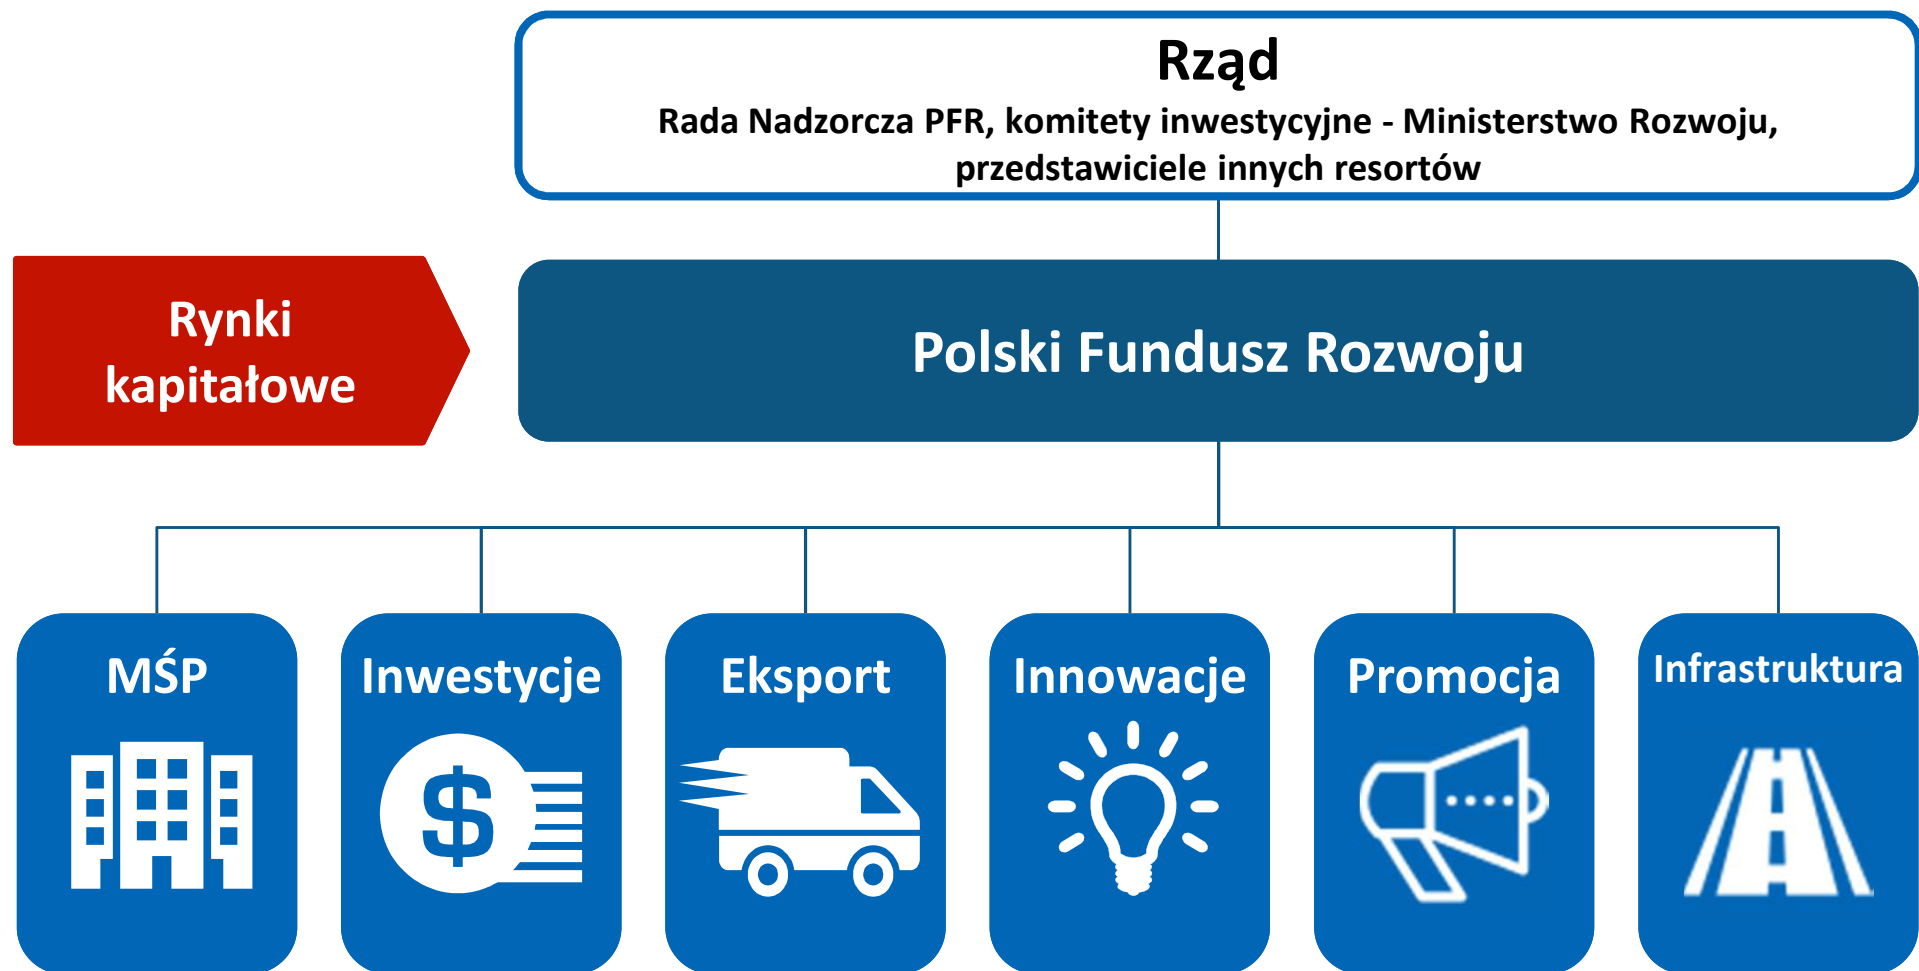 Rząd
Rada Nadzorcza PFR, komitety inwestycyjne - Ministerstwo Rozwoju,
przedstawiciele innych resortów
Rynki
kapitałowe
Polski Fundusz Rozwoju
MŚP
Inwestycje
Eksport
Innowacje
Promocja
Infrastruktura
$